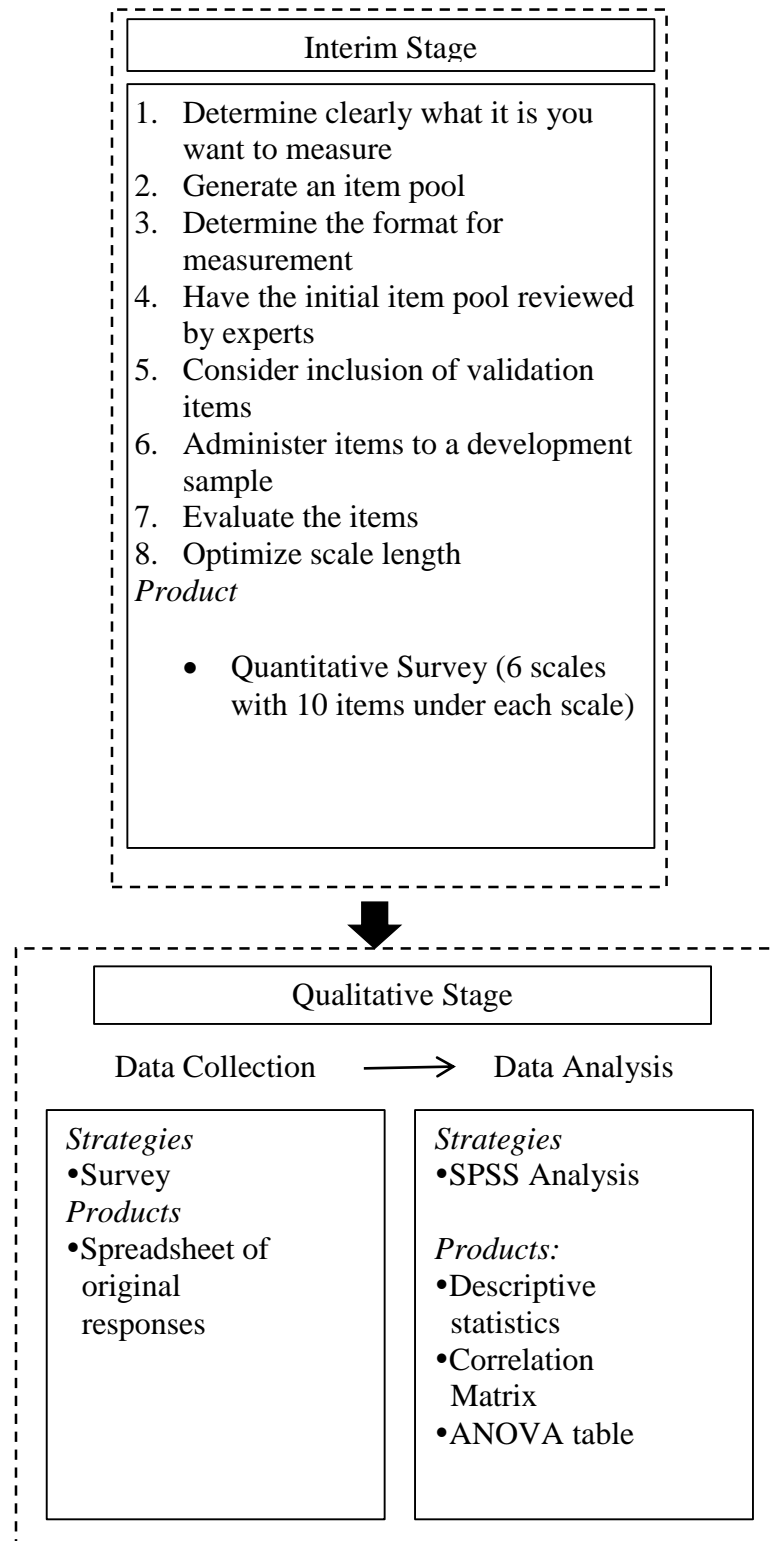 Interim Stage
1. Determine clearly what it is you
want to measure
2. Generate an item pool
3. Determine the format for
measurement
4. Have the initial item pool reviewed
by experts
5. Consider inclusion of validation
items
6. Administer items to a development
sample
7. Evaluate the items
8. Optimize scale length
Product
• Quantitative Survey (6 scales
with 10 items under each scale)
Qualitative Stage
Data Collection
Data Analysis
Strategies
•Survey
Products
•Spreadsheet of
original
responses
Strategies
•SPSS Analysis
Products:
•Descriptive
statistics
•Correlation
Matrix
•ANOVA table